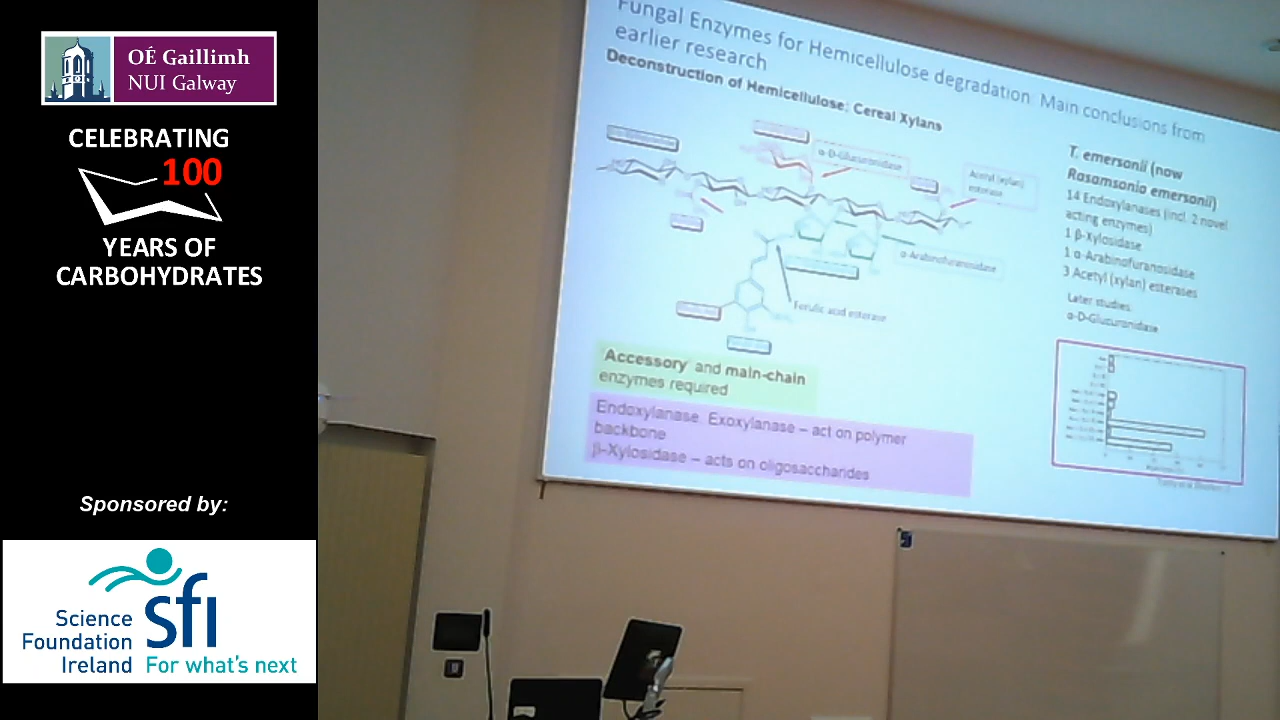 OÉ Gaillimh
NUI Galway
CELEBRATING
100
YEARS OF
CARBOHYDRATES
Sponsored by:
Science
Foundation
Ireland
sfi
For what's next
Fungal Enzymes for Hemicellulose degradation. Main conclusions from
earlier research
Deconstruction of Hemicellulose: Cereal Xylans
α-D-Glucuronidase
Acetyl (xylan)
esterase
α-Arabinofuranosidase
Ferulic acid esterase
Accessory and main-chain
enzymes required
Endoxylanase, Exoxylanase – act on polymer
backbone
β-Xylosidase – acts on oligosaccharides
T. emersonii (now
Rasamsonia emersonii)
14 Endoxylanases (incl. 2 novel
acting enzymes)
1 β-Xylosidase
1 α-Arabinofuranosidase
3 Acetyl (xylan) esterases
Later studies:
α-D-Glucuronidase